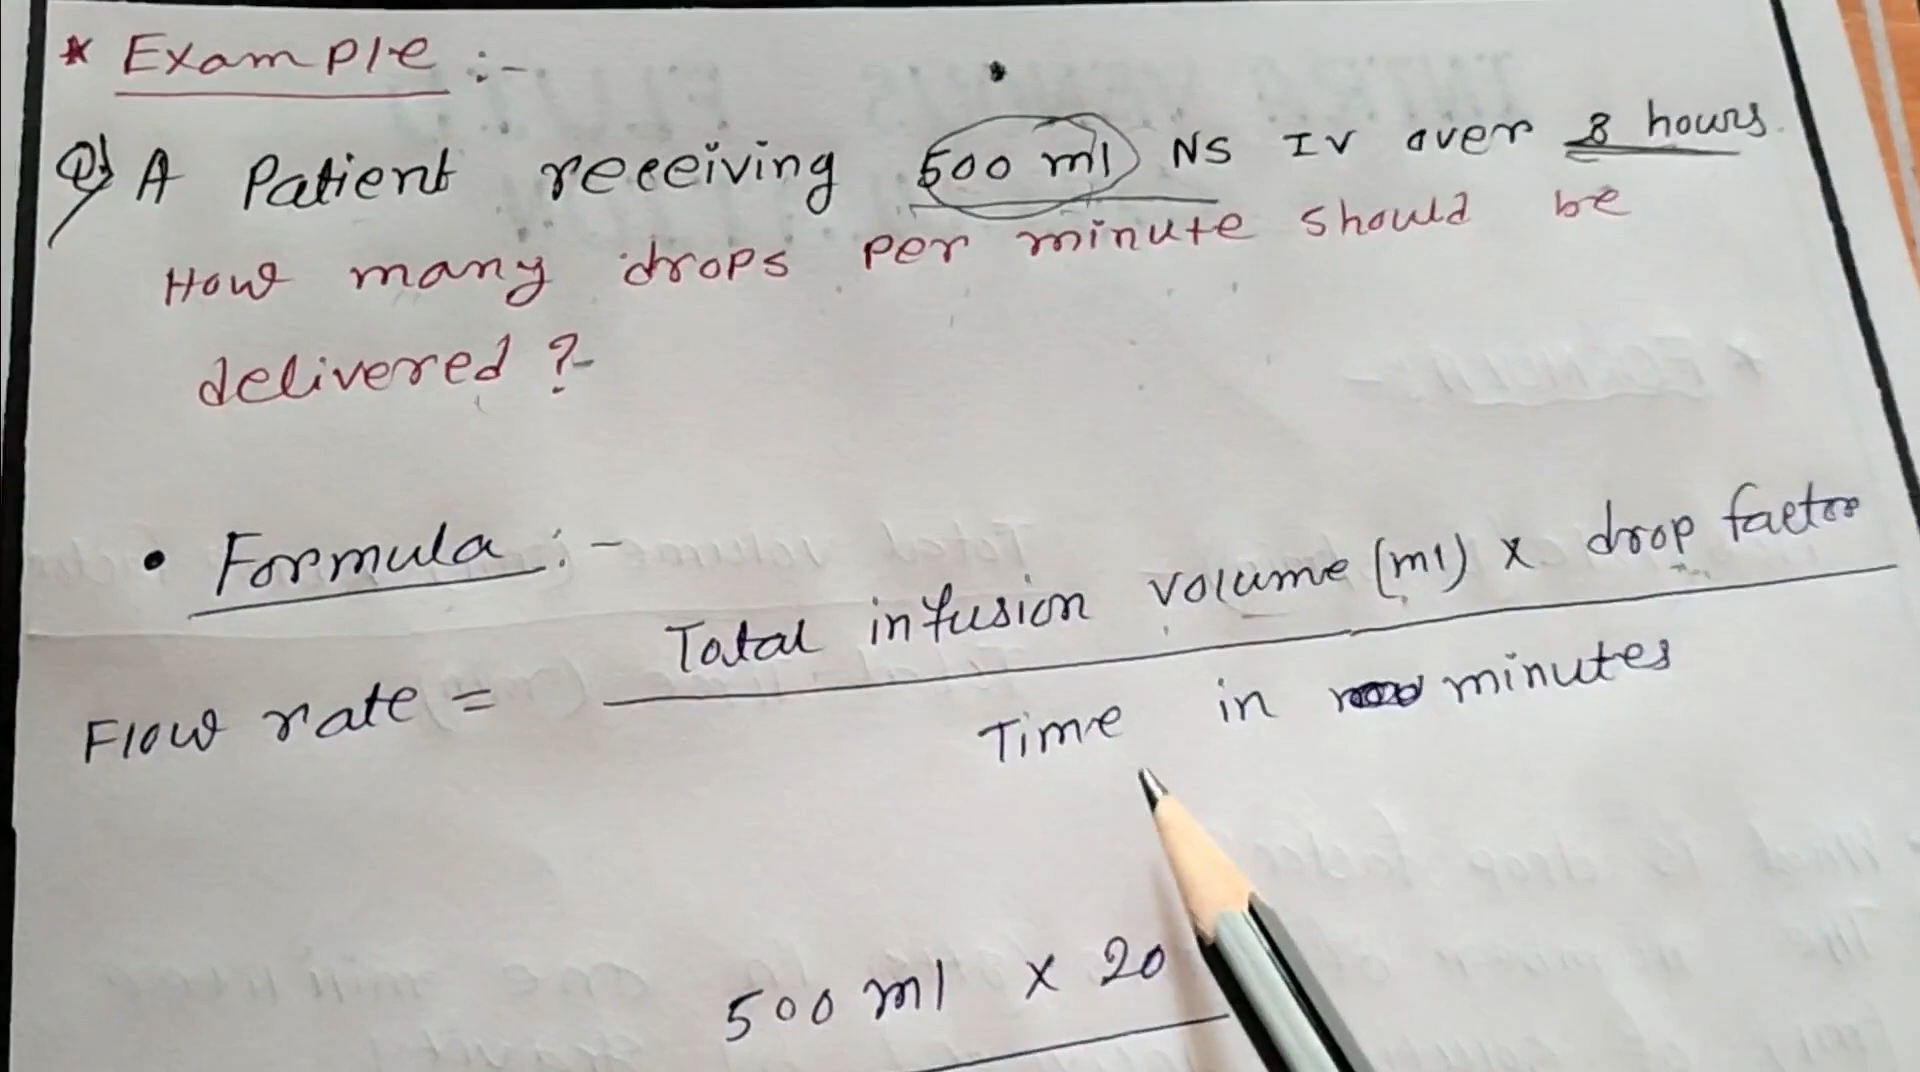 * Example :-
Q) A Patient receiving 500 ml NS IV over 8 hours.
How many drops per minute should be
delivered ?-
• Formula :-
Total infusion volume (ml) x drop factor
Flow rate =
Time in minutes
500 ml x 20